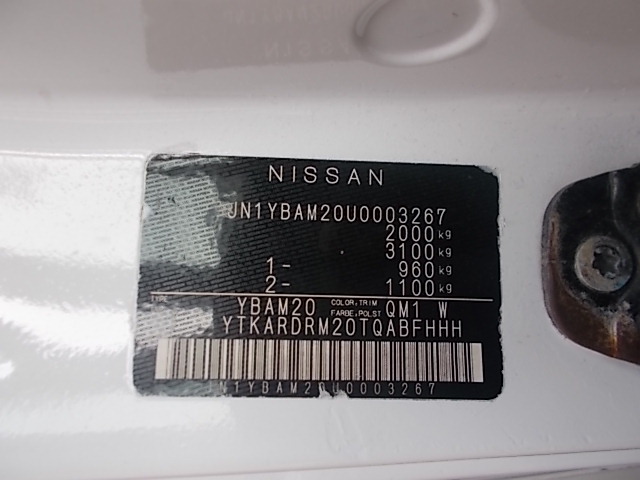 NISSAN
JN1YBAM20U0003267
2000 kg
3100 kg
1- 960 kg
2- 1100 kg
TYPE YBAM20 COLOR,TRIM FARBE,POLST QM1 W
YTKARDRM20TQABFHHH
JN1YBAM20U0003267